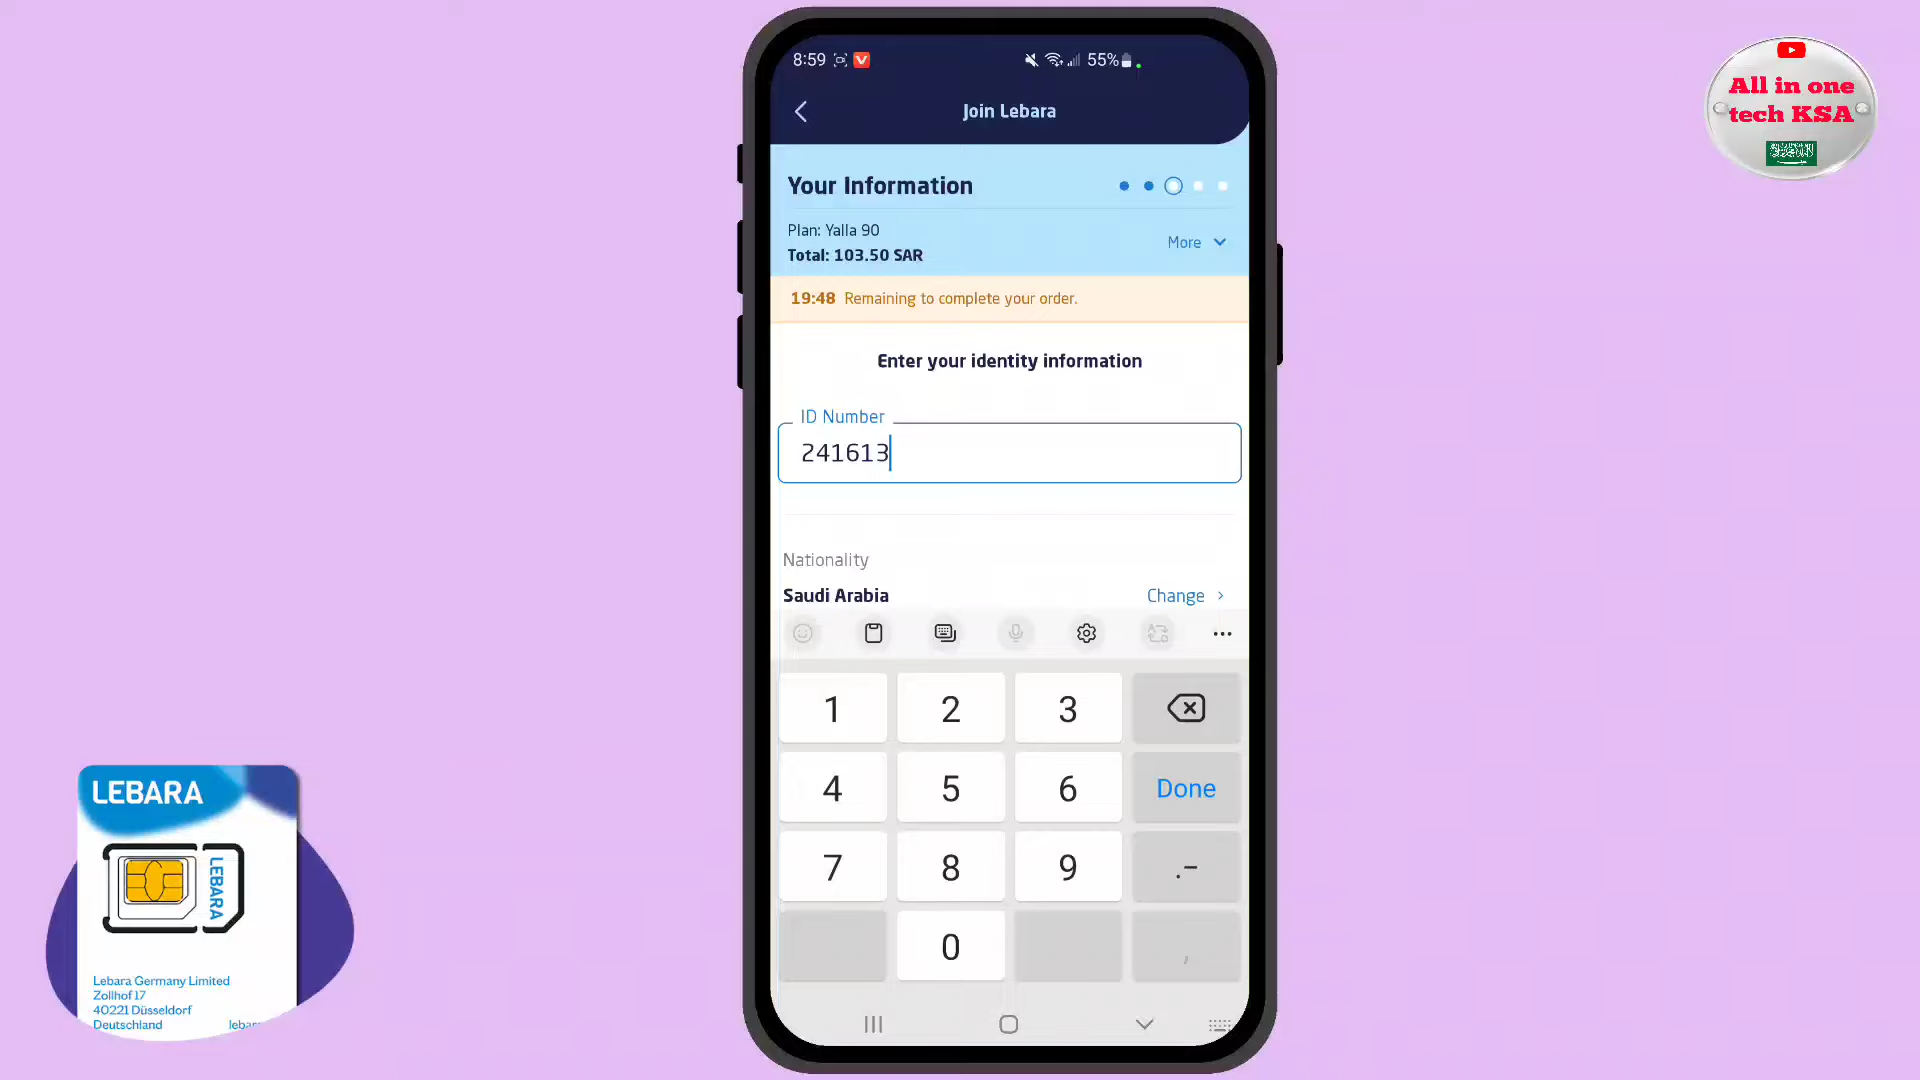 8:59
55%
Join Lebara
Your Information
Plan: Yalla 90
Total: 103.50 SAR
More
19:48 Remaining to complete your order.
Enter your identity information
ID Number
241613
Nationality
Saudi Arabia
Change
1 2 3
4 5 6 Done
7 8 9 .-
0 ,
All in one
tech KSA
LEBARA
LEBARA
Lebara Germany Limited
Zollhof 17
40221 Düsseldorf
Deutschland